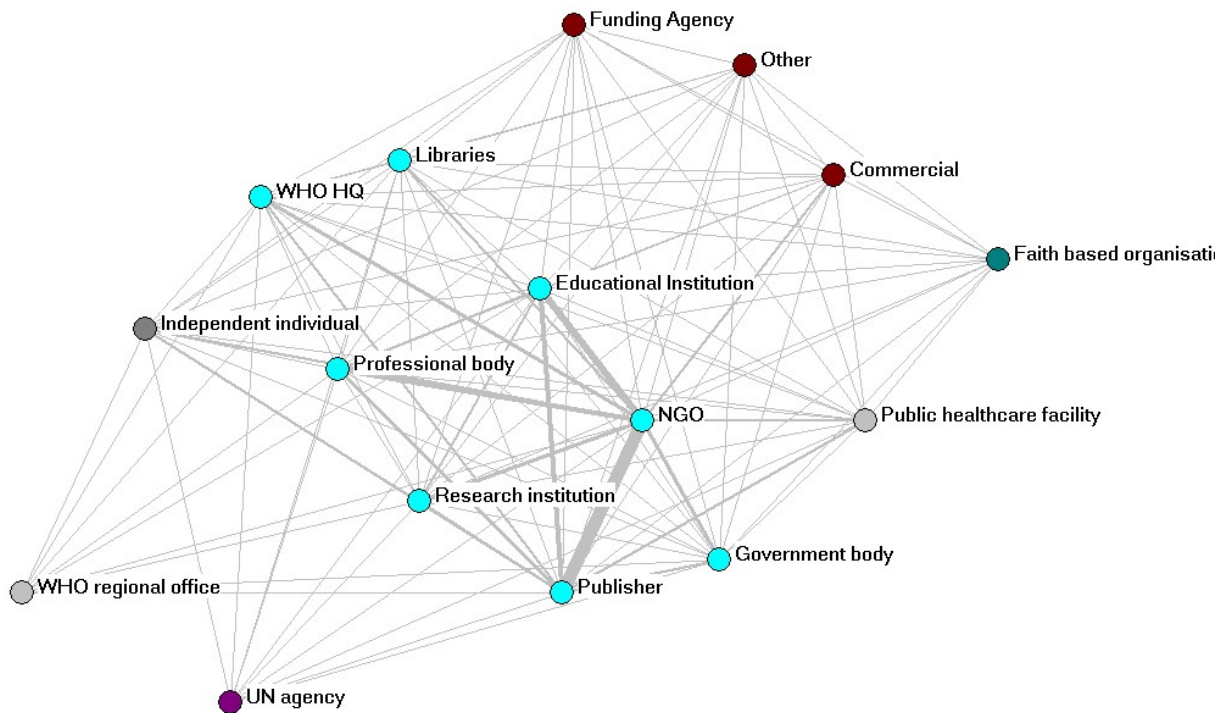 Funding Agency
Other
Libraries
Commercial
WHO HQ
Faith based organisati
Educational Institution
Independent individual
Professional body
NGO
Public healthcare facility
Research institution
Government body
WHO regional office
Publisher
UN agency